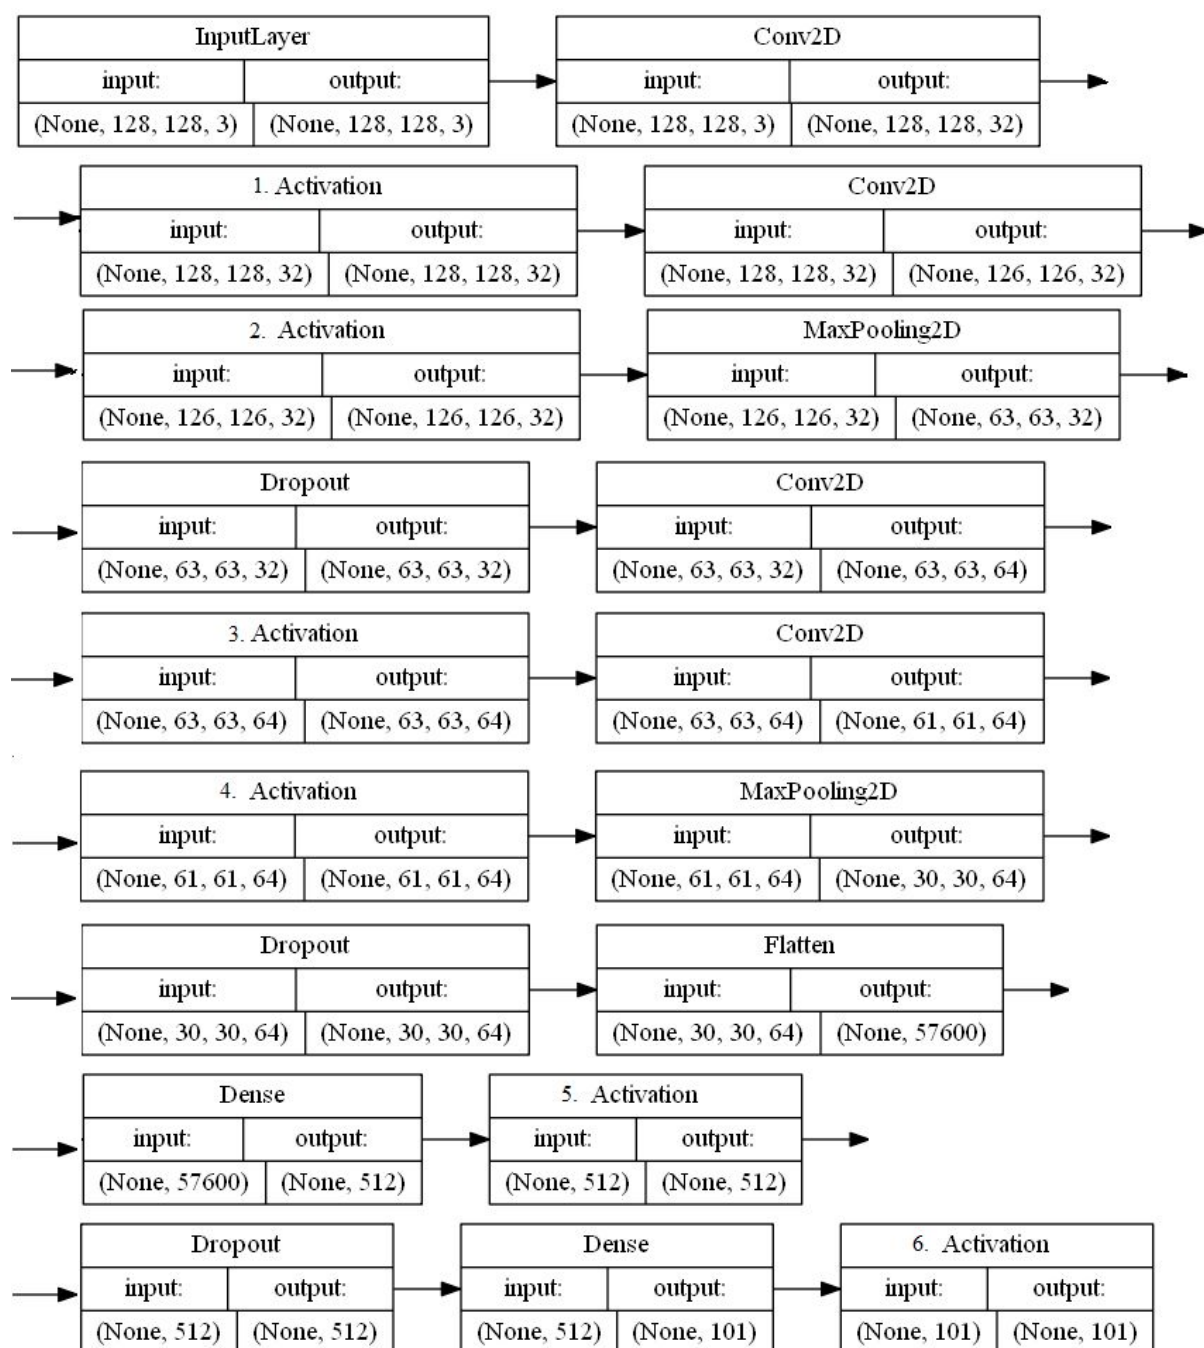 InputLayer Conv2D
input: output: input: output:
(None, 128, 128, 3) (None, 128, 128, 3) (None, 128, 128, 3) (None, 128, 128, 32)
1. Activation Conv2D
input: output: input: output:
(None, 128, 128, 32) (None, 128, 128, 32) (None, 128, 128, 32) (None, 126, 126, 32)
2. Activation MaxPooling2D
input: output: input: output:
(None, 126, 126, 32) (None, 126, 126, 32) (None, 126, 126, 32) (None, 63, 63, 32)
Dropout Conv2D
input: output: input: output:
(None, 63, 63, 32) (None, 63, 63, 32) (None, 63, 63, 32) (None, 63, 63, 64)
3. Activation Conv2D
input: output: input: output:
(None, 63, 63, 64) (None, 63, 63, 64) (None, 63, 63, 64) (None, 61, 61, 64)
4. Activation MaxPooling2D
input: output: input: output:
(None, 61, 61, 64) (None, 61, 61, 64) (None, 61, 61, 64) (None, 30, 30, 64)
Dropout Flatten
input: output: input: output:
(None, 30, 30, 64) (None, 30, 30, 64) (None, 30, 30, 64) (None, 57600)
Dense 5. Activation
input: output: input: output:
(None, 57600) (None, 512) (None, 512) (None, 512)
Dropout Dense 6. Activation
input: output: input: output: input: output:
(None, 512) (None, 512) (None, 512) (None, 101) (None, 101) (None, 101)